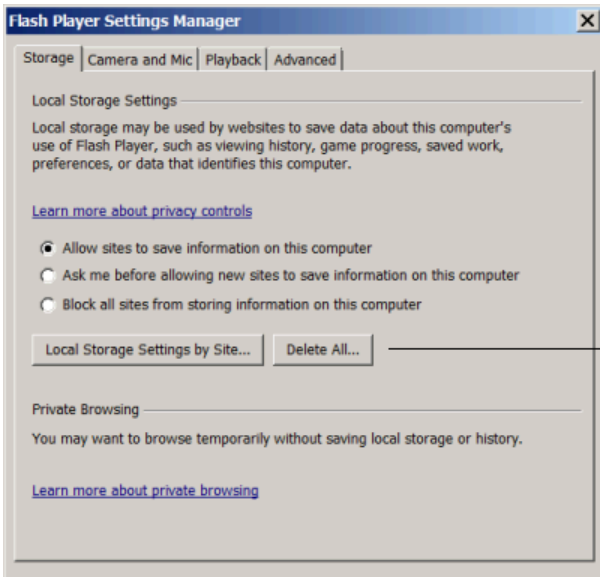 Flash Player Settings Manager
Storage Camera and Mic Playback Advanced
Local Storage Settings
Local storage may be used by websites to save data about this computer's
use of Flash Player, such as viewing history, game progress, saved work,
preferences, or data that identifies this computer.
Learn more about privacy controls
Allow sites to save information on this computer
Ask me before allowing new sites to save information on this computer
Block all sites from storing information on this computer
Local Storage Settings by Site... Delete All...
Private Browsing
You may want to browse temporarily without saving local storage or history.
Learn more about private browsing